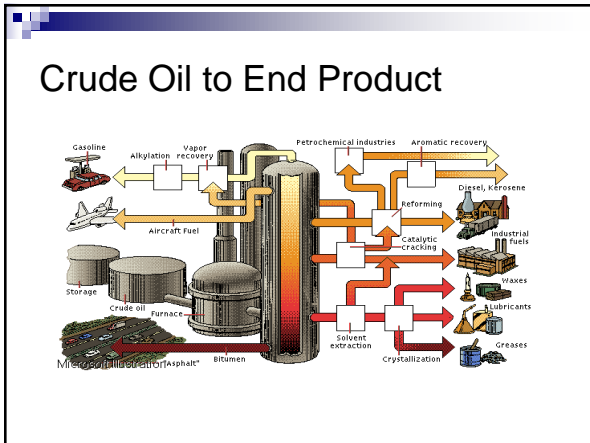 Crude Oil to End Product
Gasoline
Alkylation
Vapor
recovery
Petrochemical industries
Aromatic recovery
Diesel, Kerosene
Reforming
Aircraft Fuel
Industrial
fuels
Catalytic
cracking
Storage
Waxes
Crude oil
Furnace
Lubricants
Solvent
extraction
Greases
Microsoft Illustration
"Asphalt"
Bitumen
Crystallization